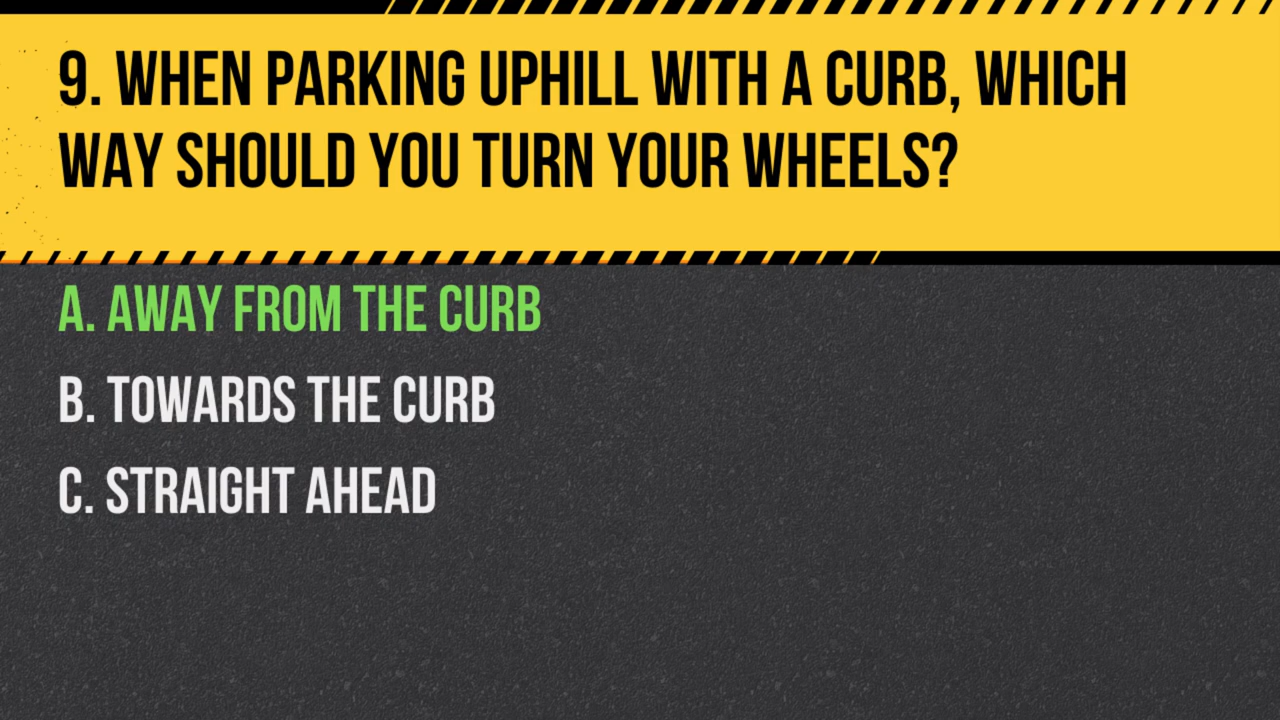 9. WHEN PARKING UPHILL WITH A CURB, WHICH
WAY SHOULD YOU TURN YOUR WHEELS?
A. AWAY FROM THE CURB
B. TOWARDS THE CURB
C. STRAIGHT AHEAD